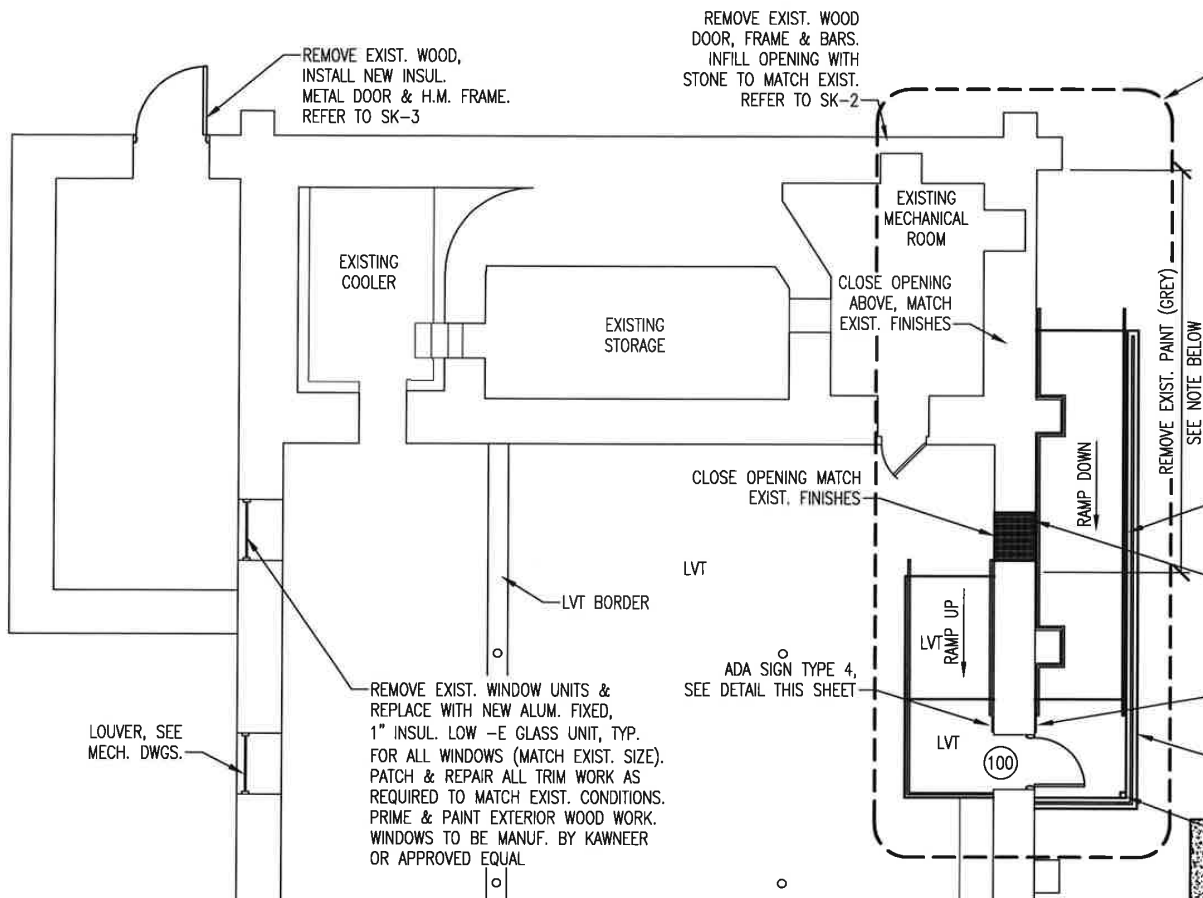 REMOVE EXIST. WOOD,
INSTALL NEW INSUL.
METAL DOOR & H.M. FRAME.
REFER TO SK-3
REMOVE EXIST. WOOD
DOOR, FRAME & BARS.
INFILL OPENING WITH
STONE TO MATCH EXIST.
REFER TO SK-2
EXISTING
COOLER
EXISTING
STORAGE
EXISTING
MECHANICAL
ROOM
CLOSE OPENING
ABOVE, MATCH
EXIST. FINISHES
REMOVE EXIST. PAINT (GREY)
SEE NOTE BELOW
RAMP DOWN
CLOSE OPENING MATCH
EXIST. FINISHES
LVT
LVT BORDER
LVT
RAMP UP
ADA SIGN TYPE 4,
SEE DETAIL THIS SHEET
LVT
100
REMOVE EXIST. WINDOW UNITS &
REPLACE WITH NEW ALUM. FIXED,
1" INSUL. LOW -E GLASS UNIT, TYP.
FOR ALL WINDOWS (MATCH EXIST. SIZE).
PATCH & REPAIR ALL TRIM WORK AS
REQUIRED TO MATCH EXIST. CONDITIONS.
PRIME & PAINT EXTERIOR WOOD WORK.
WINDOWS TO BE MANUF. BY KAWNEER
OR APPROVED EQUAL
LOUVER, SEE
MECH. DWGS.